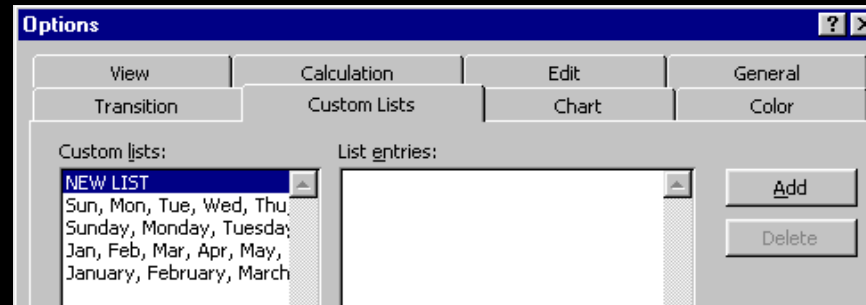 Options
View Calculation Edit General
Transition Custom Lists Chart Color
Custom lists: List entries:
NEW LIST
Sun, Mon, Tue, Wed, Thu,
Sunday, Monday, Tuesday
Jan, Feb, Mar, Apr, May,
January, February, March
Add
Delete